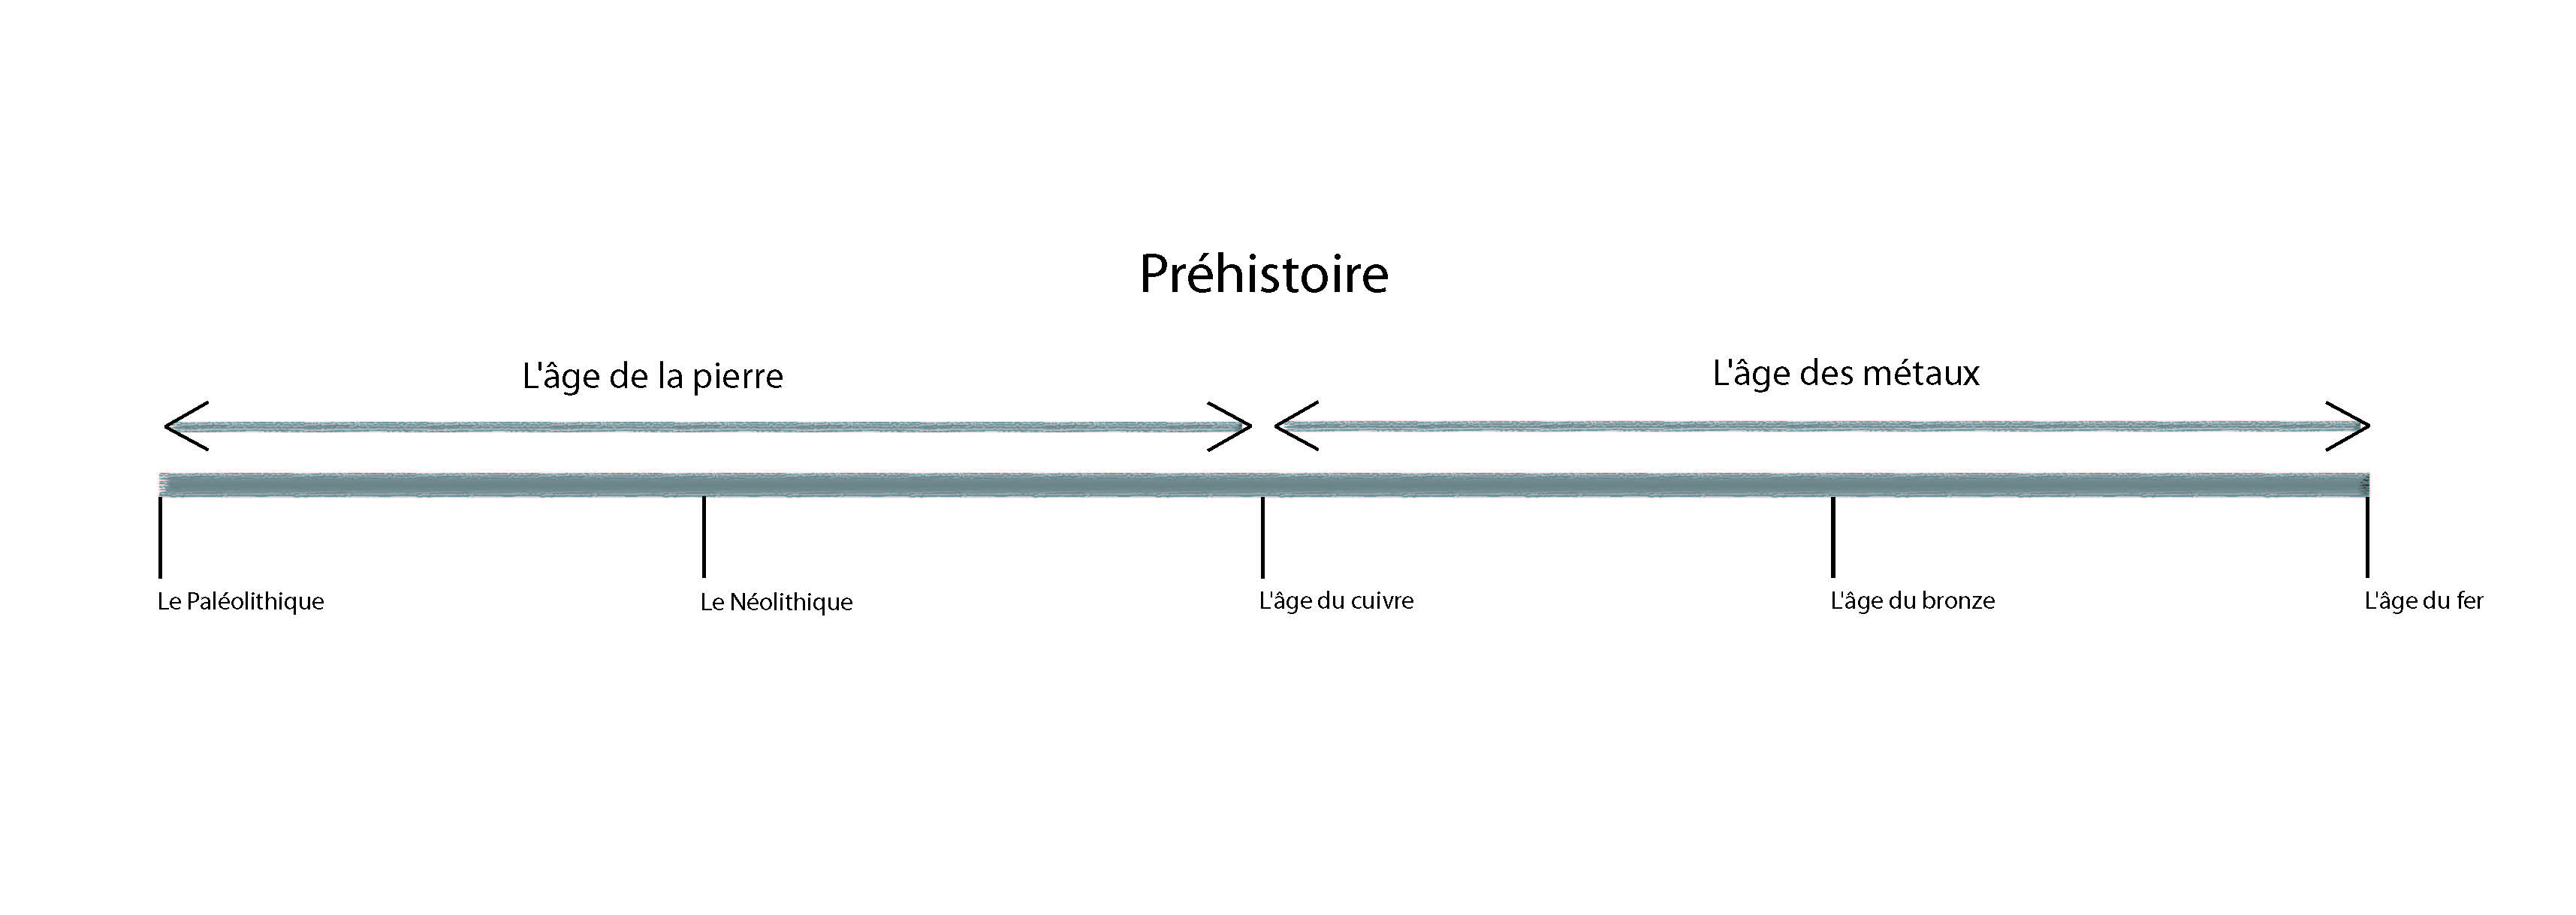 Préhistoire
L'âge de la pierre
L'âge des métaux
Le Paléolithique
Le Néolithique
L'âge du cuivre
L'âge du bronze
L'âge du fer